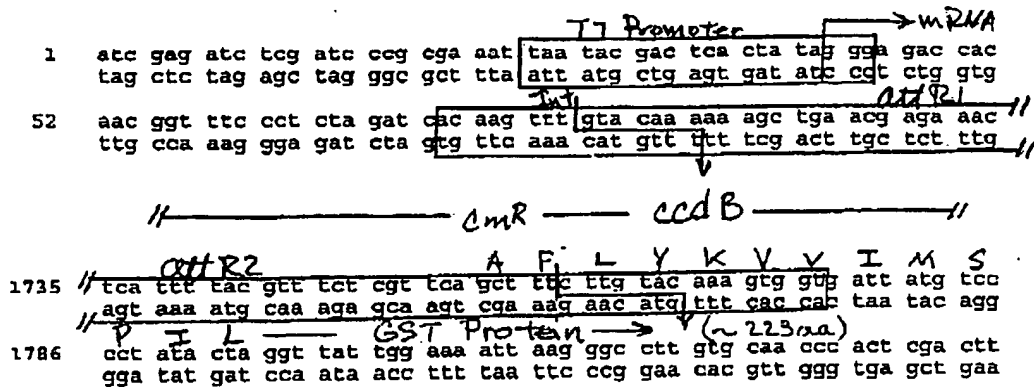 T7 Promoter mRNA
1 atc gag atc tcg atc ccg cga aat taa tac gac tca cta tag gga gac cac
tag ctc tag agc tag ggc gct tta att atg ctg agt gat atc cct ctg gtg
Int attR1
52 aac ggt ttc cct cta gat cac aag ttt gta caa aaa agc tga acg aga aac
ttg cca aag gga gat cta gtg ttc aaa cat gtt ttt tcg act tgc tct ttg
// cmR ccdB //
attR2 A F L Y K V V I M S
1735 tca ttt tac gtt tct cgt tca gct ttc ttg tac aaa gtg gtg att atg tcc
agt aaa atg caa aga gca agt cga aag aac atg ttt cac cac taa tac agg
P I L — GST Protein → (~ 223aa)
1786 cct ata cta ggt tat tgg aaa att aag ggc ctt gtg caa ccc act cga ctt
gga tat gat cca ata acc ttt taa ttc ccg gaa cac gtt ggg tga gct gaa